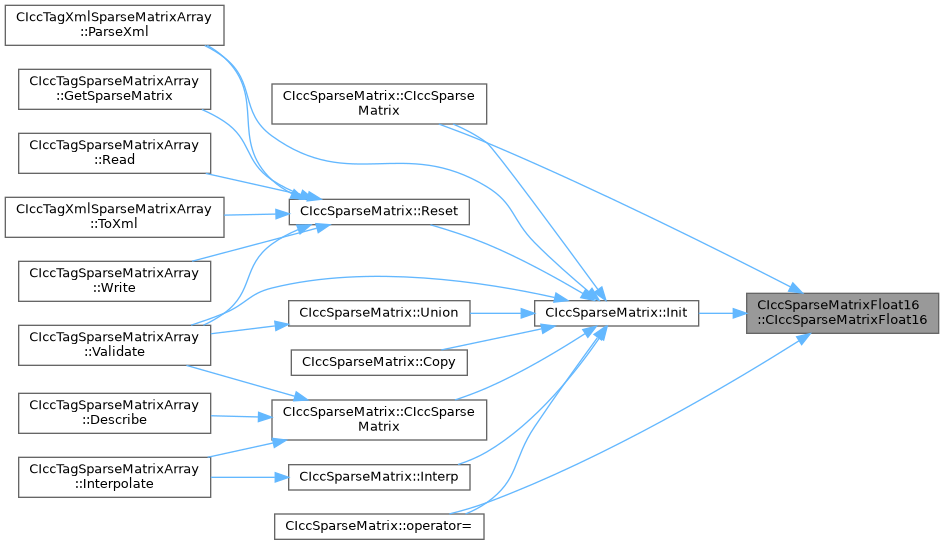 CIccTagXmlSparseMatrixArray
::ParseXml
CIccTagSparseMatrixArray
::GetSparseMatrix
CIccTagSparseMatrixArray
::Read
CIccTagXmlSparseMatrixArray
::ToXml
CIccTagSparseMatrixArray
::Write
CIccTagSparseMatrixArray
::Validate
CIccTagSparseMatrixArray
::Describe
CIccTagSparseMatrixArray
::Interpolate
CIccSparseMatrix::CIccSparse
Matrix
CIccSparseMatrix::Reset
CIccSparseMatrix::Union
CIccSparseMatrix::Copy
CIccSparseMatrix::CIccSparse
Matrix
CIccSparseMatrix::Interp
CIccSparseMatrix::operator=
CIccSparseMatrix::Init
CIccSparseMatrixFloat16
::CIccSparseMatrixFloat16